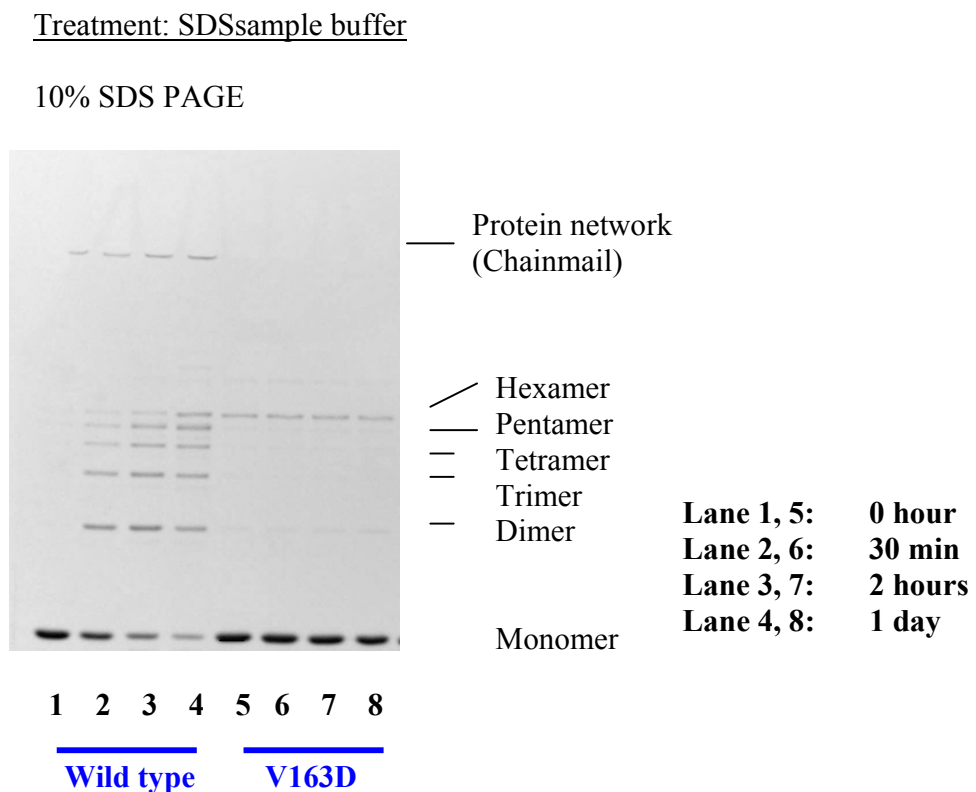 Treatment: SDSsample buffer
10% SDS PAGE
Protein network
(Chainmail)
Hexamer
Pentamer
Tetramer
Trimer
Dimer
Monomer
Lane 1, 5: 0 hour
Lane 2, 6: 30 min
Lane 3, 7: 2 hours
Lane 4, 8: 1 day
1 2 3 4 5 6 7 8
Wild type V163D